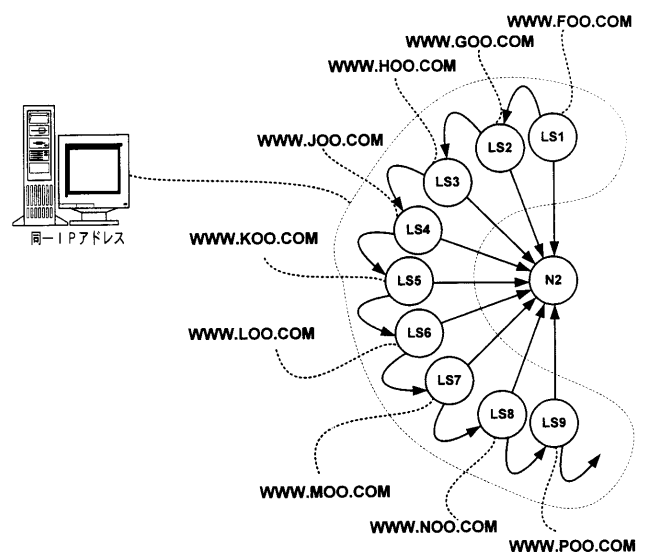 WWW.FOO.COM
WWW.GOO.COM
WWW.HOO.COM
LS1
LS2
WWW.JOO.COM
LS3
LS4
同一IPアドレス
WWW.KOO.COM
LS5
N2
LS6
WWW.LOO.COM
LS7
LS8
LS9
WWW.MOO.COM
WWW.NOO.COM
WWW.POO.COM